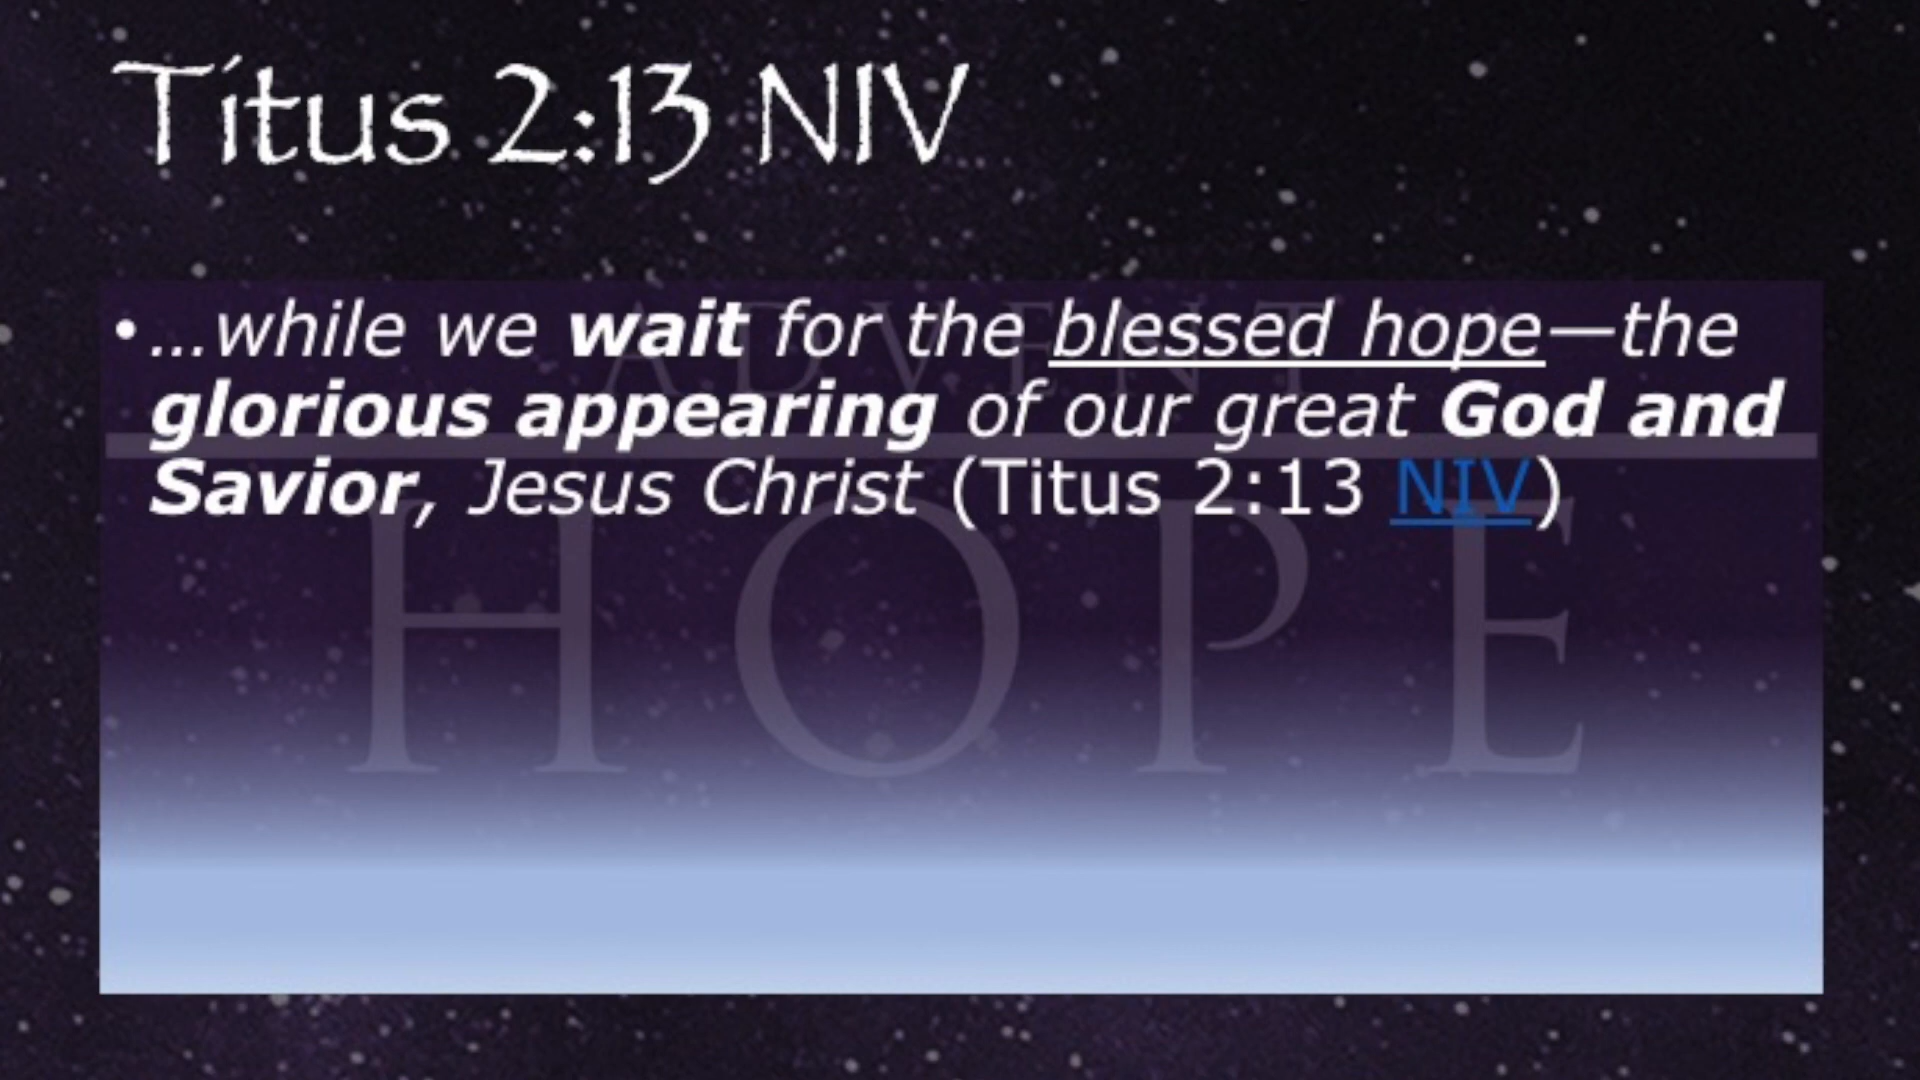 Titus 2:13 NIV
• ...while we wait for the blessed hope—the
glorious appearing of our great God and
Savior, Jesus Christ (Titus 2:13 NIV)
ADVENT
HOPE